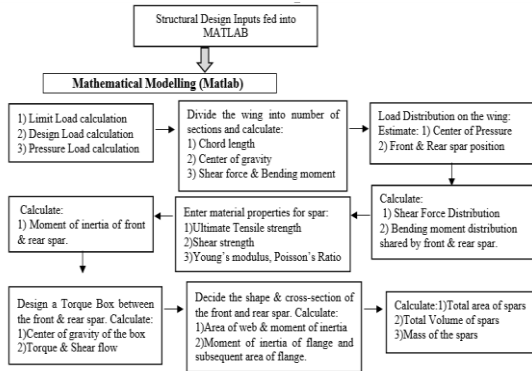 Structural Design Inputs fed into
MATLAB
Mathematical Modelling (Matlab)
1) Limit Load calculation
2) Design Load calculation
3) Pressure Load calculation
Divide the wing into number of
sections and calculate:
1) Chord length
2) Center of gravity
3) Shear force & Bending moment
Load Distribution on the wing:
Estimate: 1) Center of Pressure
2) Front & Rear spar position
Calculate:
1) Shear Force Distribution
2) Bending moment distribution
shared by front & rear spar.
Enter material properties for spar:
1)Ultimate Tensile strength
2)Shear strength
3)Young's modulus, Poisson's Ratio
Calculate:
1) Moment of inertia of front
& rear spar.
Design a Torque Box between
the front & rear spar. Calculate:
1)Center of gravity of the box
2)Torque & Shear flow
Decide the shape & cross-section of
the front and rear spar. Calculate:
1)Area of web & moment of inertia
2)Moment of inertia of flange and
subsequent area of flange.
Calculate:1)Total area of spars
2)Total Volume of spars
3)Mass of the spars